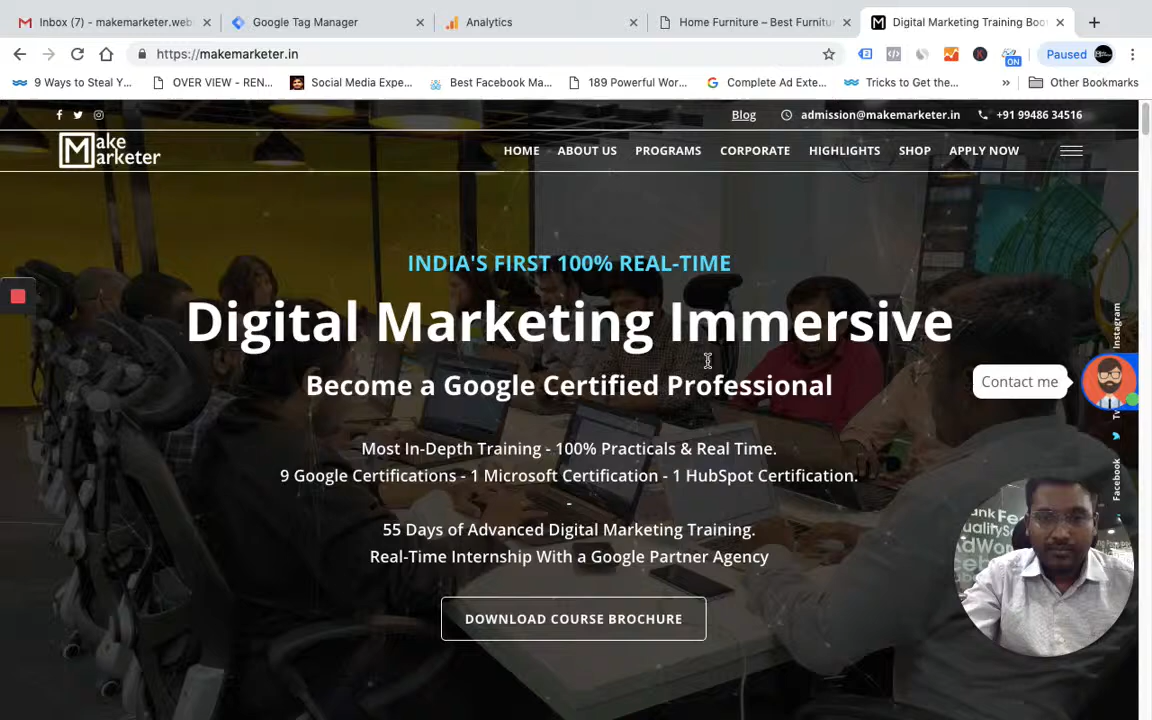 Inbox (7) - makemarketer.web
Google Tag Manager
Analytics
Home Furniture – Best Furnitu
Digital Marketing Training Boo
https://makemarketer.in
ON
Paused
9 Ways to Steal Y...
OVER VIEW - REN...
Social Media Expe...
Best Facebook Ma...
189 Powerful Wor...
Complete Ad Exte...
Tricks to Get the...
»
Other Bookmarks
Blog
admission@makemarketer.in
+91 99486 34516
Make
Marketer
HOME
ABOUT US
PROGRAMS
CORPORATE
HIGHLIGHTS
SHOP
APPLY NOW
INDIA'S FIRST 100% REAL-TIME
Digital Marketing Immersive
Become a Google Certified Professional
Most In-Depth Training - 100% Practicals & Real Time.
9 Google Certifications - 1 Microsoft Certification - 1 HubSpot Certification.
-
55 Days of Advanced Digital Marketing Training.
Real-Time Internship With a Google Partner Agency
DOWNLOAD COURSE BROCHURE
Instagram
Contact me
Facebook